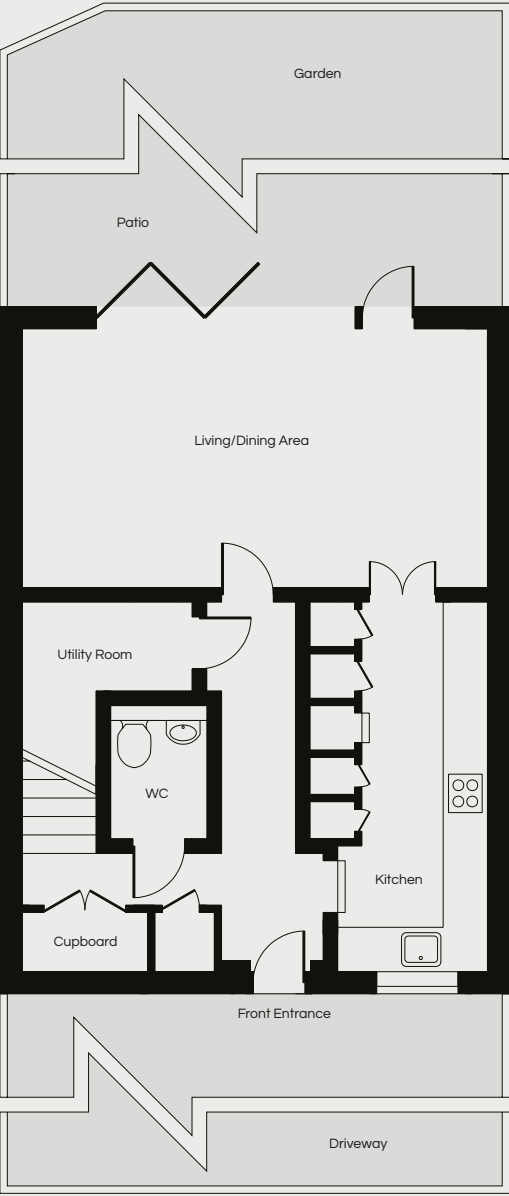 Garden
Patio
Living/Dining Area
Utility Room
WC
Kitchen
Cupboard
Front Entrance
Driveway